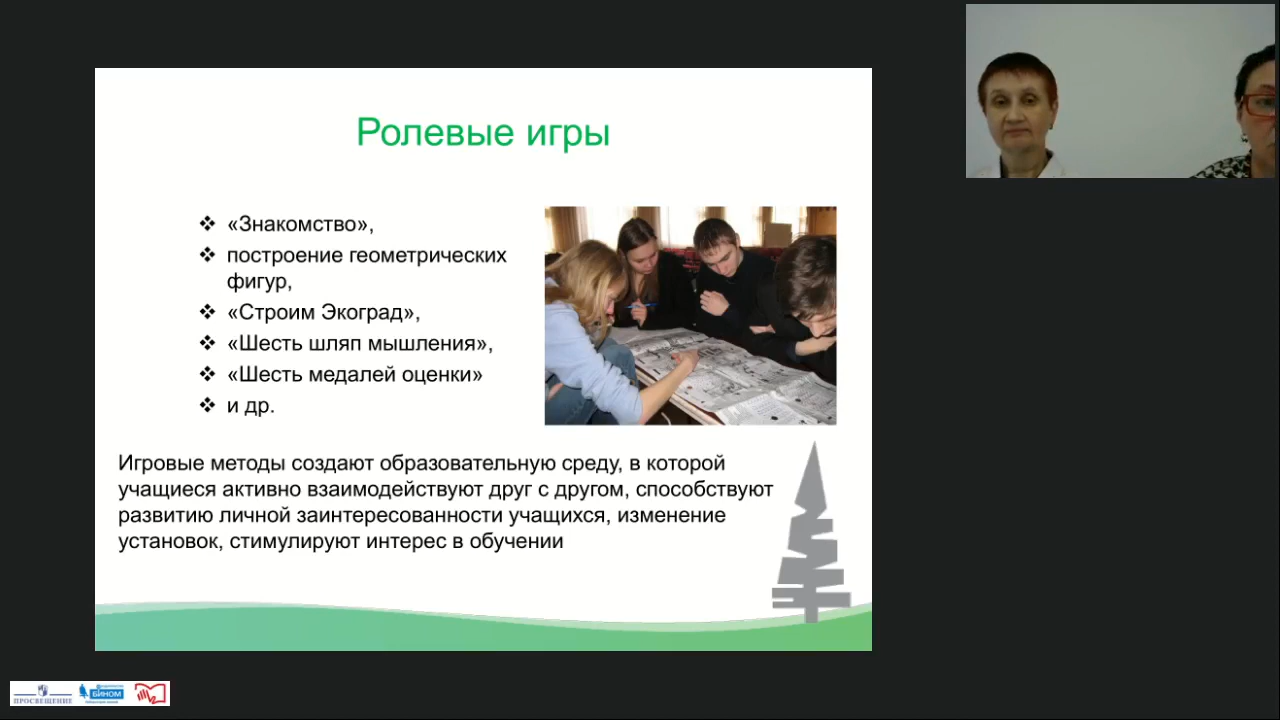 Ролевые игры
«Знакомство»,
построение геометрических
фигур,
«Строим Экоград»,
«Шесть шляп мышления»,
«Шесть медалей оценки»
и др.
Игровые методы создают образовательную среду, в которой
учащиеся активно взаимодействуют друг с другом, способствуют
развитию личной заинтересованности учащихся, изменение
установок, стимулируют интерес в обучении
ПРОСВЕЩЕНИЕ
БИНОМ